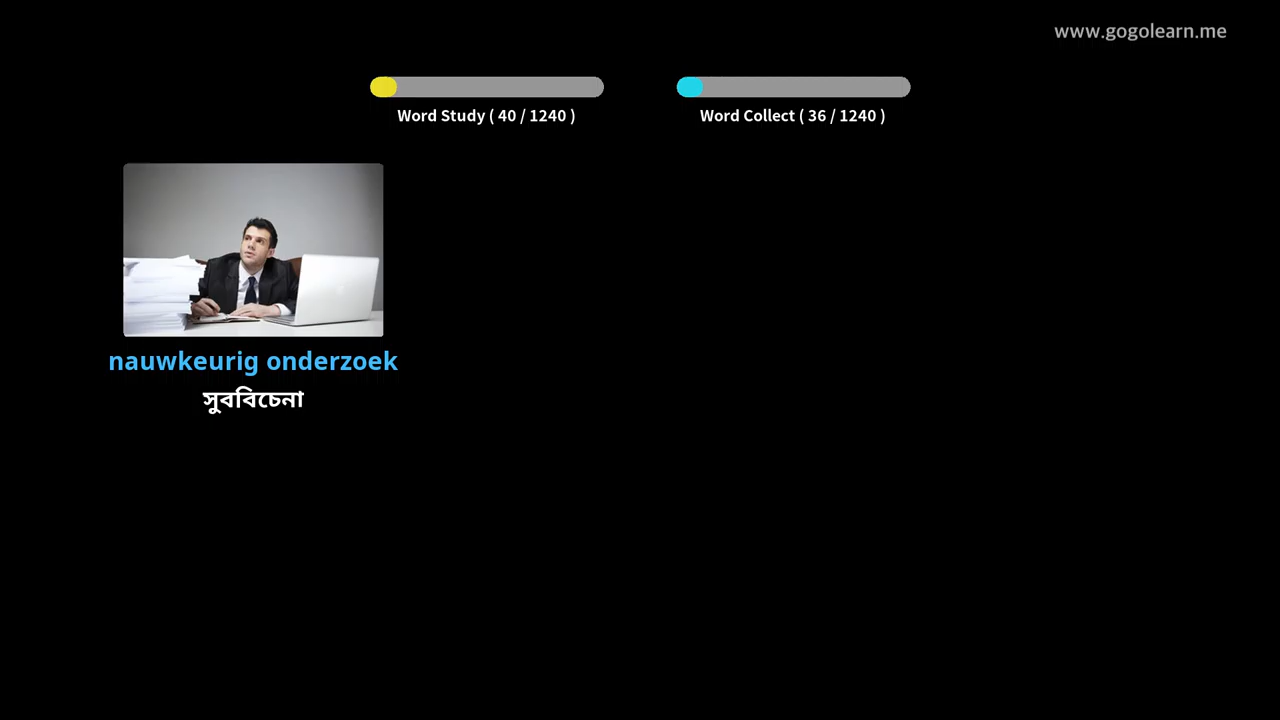 www.gogolearn.me
Word Study ( 40 / 1240 )
Word Collect ( 36 / 1240 )
nauwkeurig onderzoek
সুববিচেনা